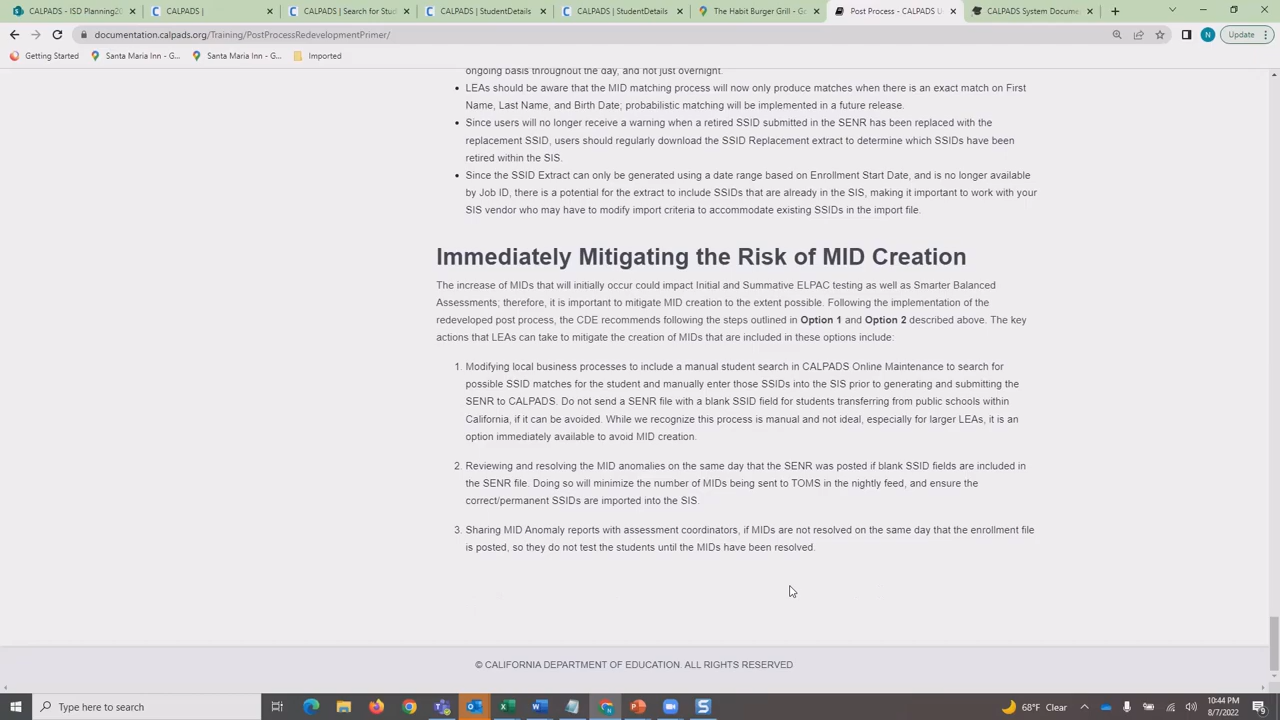 CALPADS - ISD Planning20
CALPADS |
CALPADS | Search for Stud
CALPADS | StudentDetails
CALPADS | StudentDetails
The Habit Burger Grill - Go
Post Process - CALPADS U
CALPADS System Docume
documentation.calpads.org/Training/PostProcessRedevelopmentPrimer/
N
Update
Getting Started
Santa Maria Inn - G...
Santa Maria Inn - G...
Imported
ongoing basis throughout the day, and not just overnight.
• LEAs should be aware that the MID matching process will now only produce matches when there is an exact match on First
Name, Last Name, and Birth Date; probabilistic matching will be implemented in a future release.
• Since users will no longer receive a warning when a retired SSID submitted in the SENR has been replaced with the
replacement SSID, users should regularly download the SSID Replacement extract to determine which SSIDs have been
retired within the SIS.
• Since the SSID Extract can only be generated using a date range based on Enrollment Start Date, and is no longer available
by Job ID, there is a potential for the extract to include SSIDs that are already in the SIS, making it important to work with your
SIS vendor who may have to modify import criteria to accommodate existing SSIDs in the import file.
Immediately Mitigating the Risk of MID Creation
The increase of MIDs that will initially occur could impact Initial and Summative ELPAC testing as well as Smarter Balanced
Assessments; therefore, it is important to mitigate MID creation to the extent possible. Following the implementation of the
redeveloped post process, the CDE recommends following the steps outlined in Option 1 and Option 2 described above. The key
actions that LEAs can take to mitigate the creation of MIDs that are included in these options include:
1. Modifying local business processes to include a manual student search in CALPADS Online Maintenance to search for
possible SSID matches for the student and manually enter those SSIDs into the SIS prior to generating and submitting the
SENR to CALPADS. Do not send a SENR file with a blank SSID field for students transferring from public schools within
California, if it can be avoided. While we recognize this process is manual and not ideal, especially for larger LEAs, it is an
option immediately available to avoid MID creation.
2. Reviewing and resolving the MID anomalies on the same day that the SENR was posted if blank SSID fields are included in
the SENR file. Doing so will minimize the number of MIDs being sent to TOMS in the nightly feed, and ensure the
correct/permanent SSIDs are imported into the SIS.
3. Sharing MID Anomaly reports with assessment coordinators, if MIDs are not resolved on the same day that the enrollment file
is posted, so they do not test the students until the MIDs have been resolved.
© CALIFORNIA DEPARTMENT OF EDUCATION. ALL RIGHTS RESERVED
Type here to search
68°F Clear
10:44 PM
8/7/2022